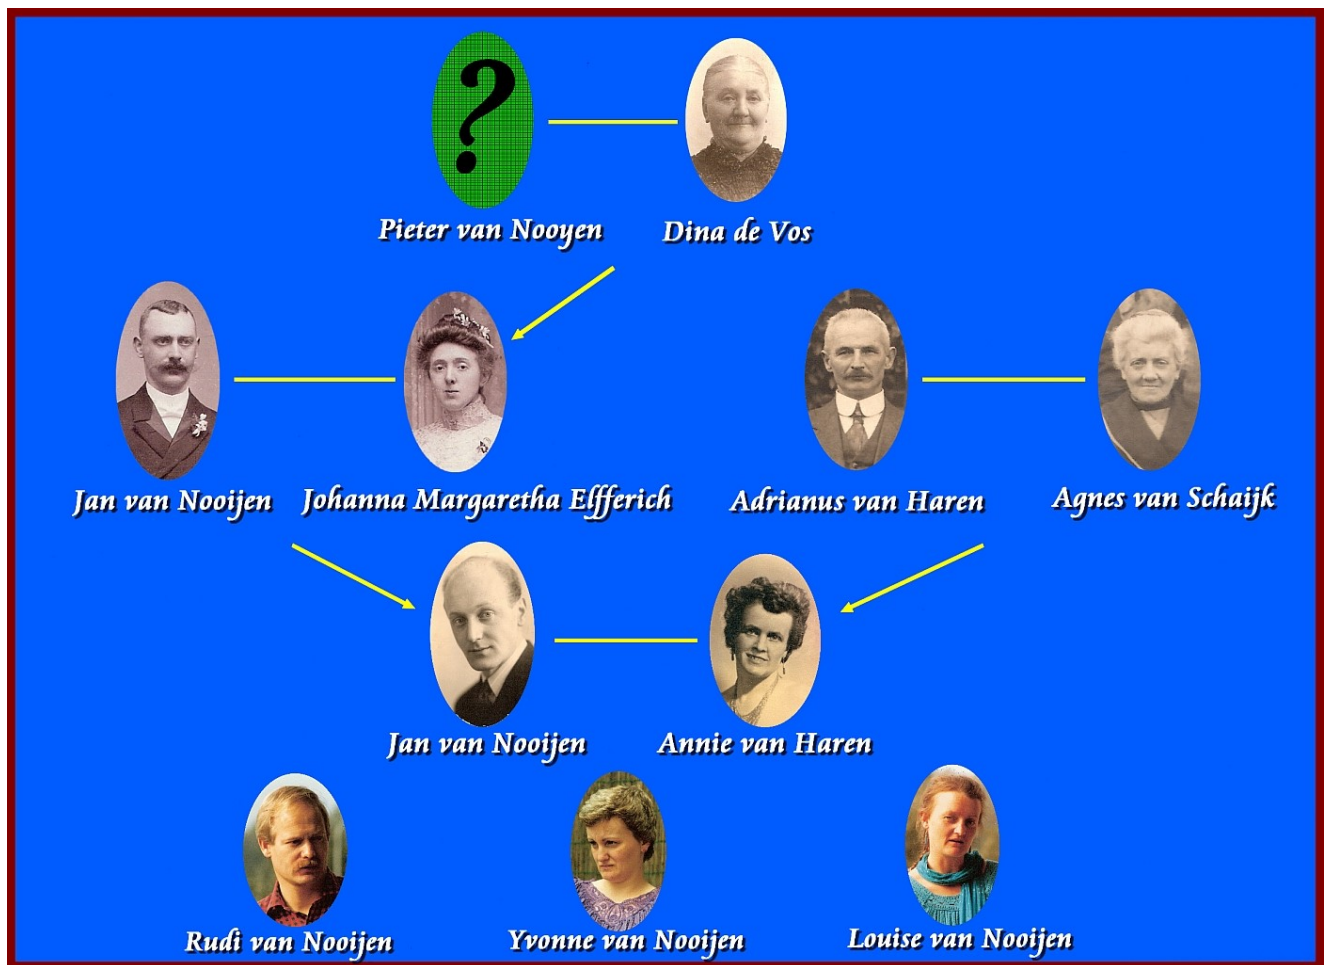 ?
Pieter van Nooyen
Dina de Vos
Jan van Nooijen
Johanna Margaretha Elfferich
Adrianus van Haren
Agnes van Schaijk
Jan van Nooijen
Annie van Haren
Rudi van Nooijen
Yvonne van Nooijen
Louise van Nooijen